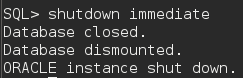 SQL> shutdown immediate
Database closed.
Database dismounted.
ORACLE instance shut down.